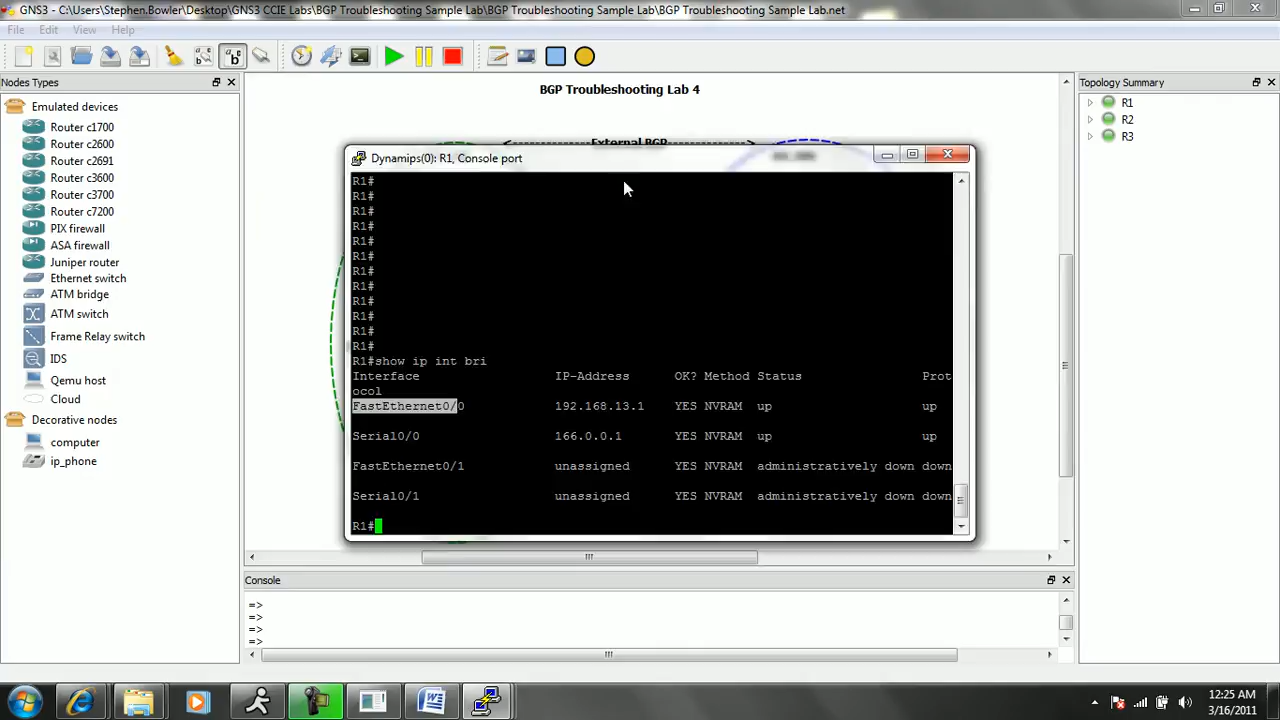 GNS3 - C:\Users\Stephen.Bowler\Desktop\GNS3 CCIE Labs\BGP Troubleshooting Sample Lab\BGP Troubleshooting Sample Lab\BGP Troubleshooting Sample Lab.net
File Edit View Help
Nodes Types
Topology Summary
Emulated devices
Router c1700
Router c2600
Router c2691
Router c3600
Router c3700
Router c7200
PIX firewall
ASA firewall
Juniper router
Ethernet switch
ATM bridge
ATM switch
Frame Relay switch
IDS
Qemu host
Cloud
Decorative nodes
computer
ip_phone
BGP Troubleshooting Lab 4
External BGP
Dynamips(0): R1, Console port
R1#
R1#
R1#
R1#
R1#
R1#
R1#
R1#
R1#
R1#
R1#
R1#
R1#show ip int bri
Interface IP-Address OK? Method Status Prot
ocol
FastEthernet0/0 192.168.13.1 YES NVRAM up up
Serial0/0 166.0.0.1 YES NVRAM up up
FastEthernet0/1 unassigned YES NVRAM administratively down down
Serial0/1 unassigned YES NVRAM administratively down down
R1#
Console
=>
=>
=>
=>
R1
R2
R3
12:25 AM
3/16/2011